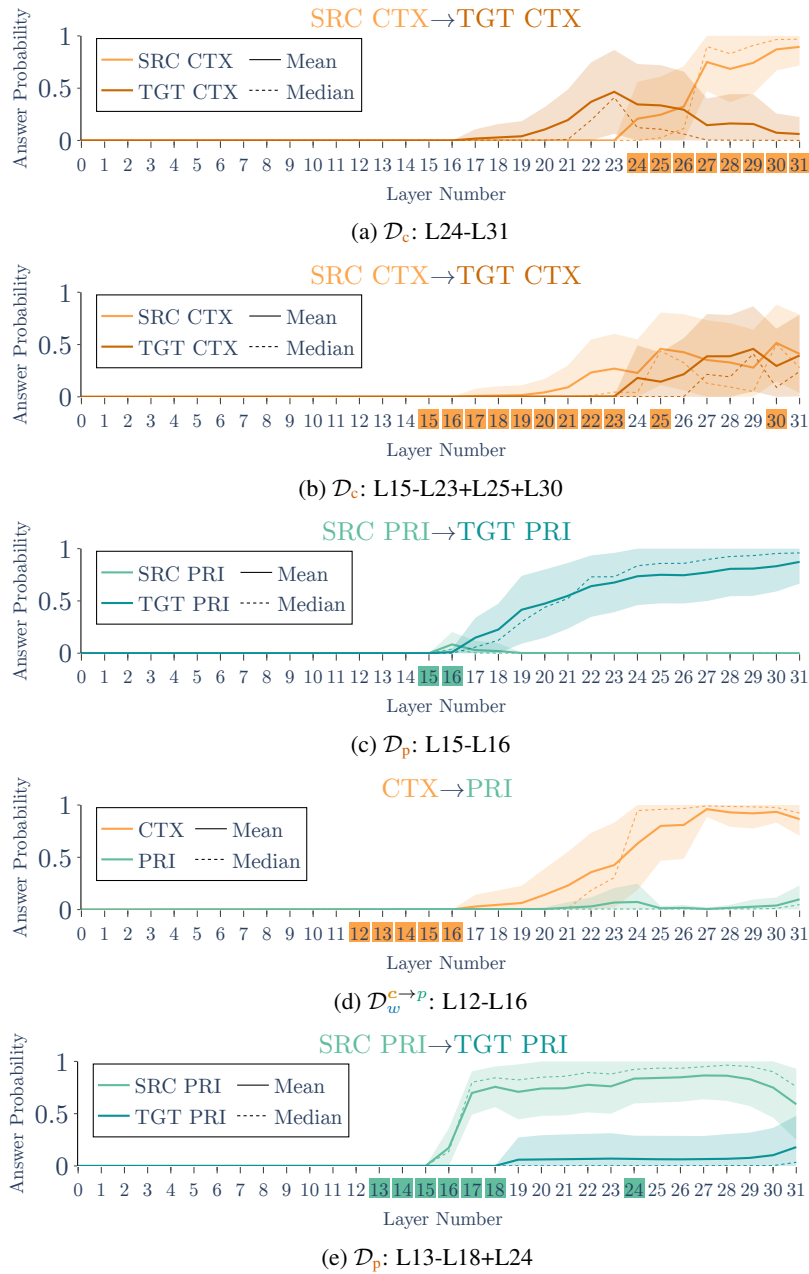 SRC CTX→TGT CTX
Answer Probability
1
0.5
0
SRC CTX Mean
TGT CTX Median
0 1 2 3 4 5 6 7 8 9 10 11 12 13 14 15 16 17 18 19 20 21 22 23 24 25 26 27 28 29 30 31
Layer Number
(a) 𝒟c: L24-L31
SRC CTX→TGT CTX
Answer Probability
1
0.5
0
SRC CTX Mean
TGT CTX Median
0 1 2 3 4 5 6 7 8 9 10 11 12 13 14 15 16 17 18 19 20 21 22 23 24 25 26 27 28 29 30 31
Layer Number
(b) 𝒟c: L15-L23+L25+L30
SRC PRI→TGT PRI
Answer Probability
1
0.5
0
SRC PRI Mean
TGT PRI Median
0 1 2 3 4 5 6 7 8 9 10 11 12 13 14 15 16 17 18 19 20 21 22 23 24 25 26 27 28 29 30 31
Layer Number
(c) 𝒟p: L15-L16
CTX→PRI
Answer Probability
1
0.5
0
CTX Mean
PRI Median
0 1 2 3 4 5 6 7 8 9 10 11 12 13 14 15 16 17 18 19 20 21 22 23 24 25 26 27 28 29 30 31
Layer Number
(d) 𝒟w c→p: L12-L16
SRC PRI→TGT PRI
Answer Probability
1
0.5
0
SRC PRI Mean
TGT PRI Median
0 1 2 3 4 5 6 7 8 9 10 11 12 13 14 15 16 17 18 19 20 21 22 23 24 25 26 27 28 29 30 31
Layer Number
(e) 𝒟p: L13-L18+L24